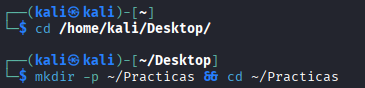 ┌──(kali㉿kali)-[~]
└─$ cd /home/kali/Desktop/
┌──(kali㉿kali)-[~/Desktop]
└─$ mkdir -p ~/Practicas && cd ~/Practicas